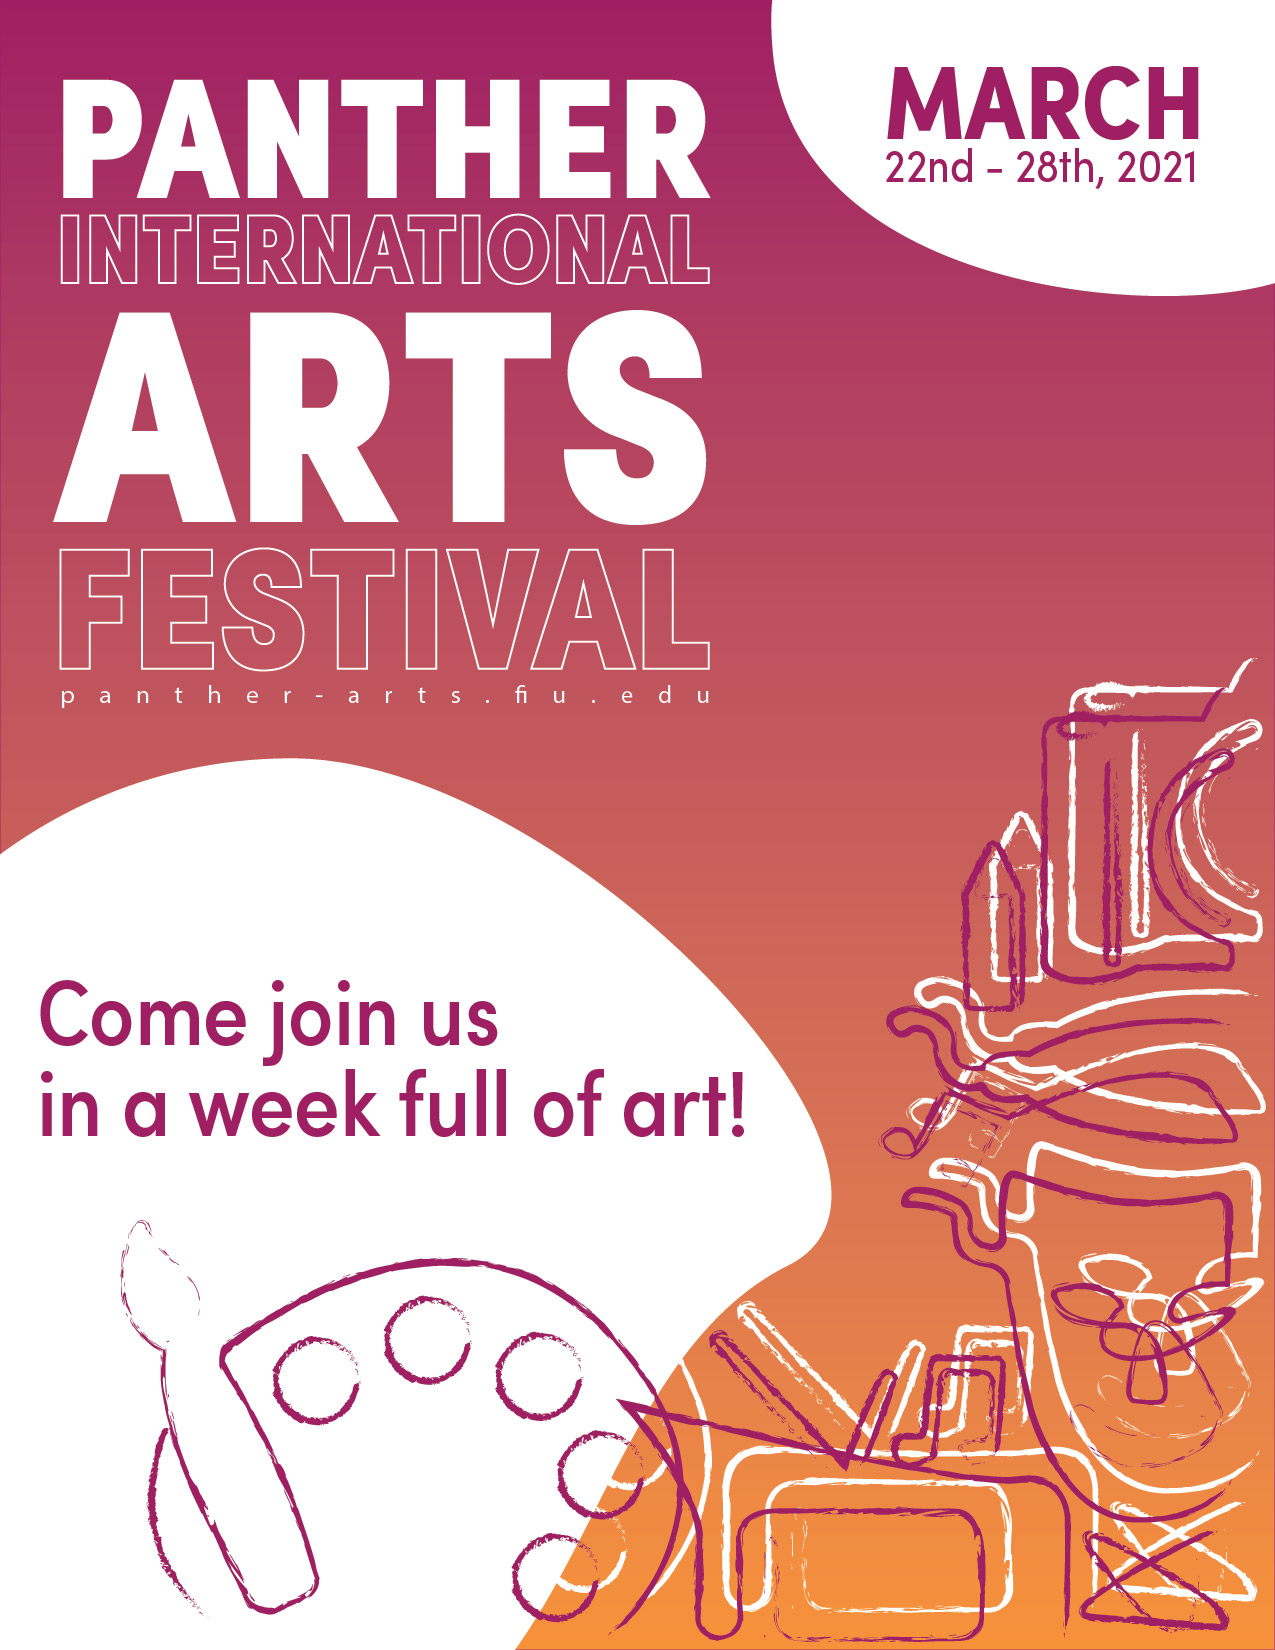 PANTHER
INTERNATIONAL
ARTS
FESTIVAL
panther-arts.fiu.edu
MARCH
22nd - 28th, 2021
Come join us
in a week full of art!